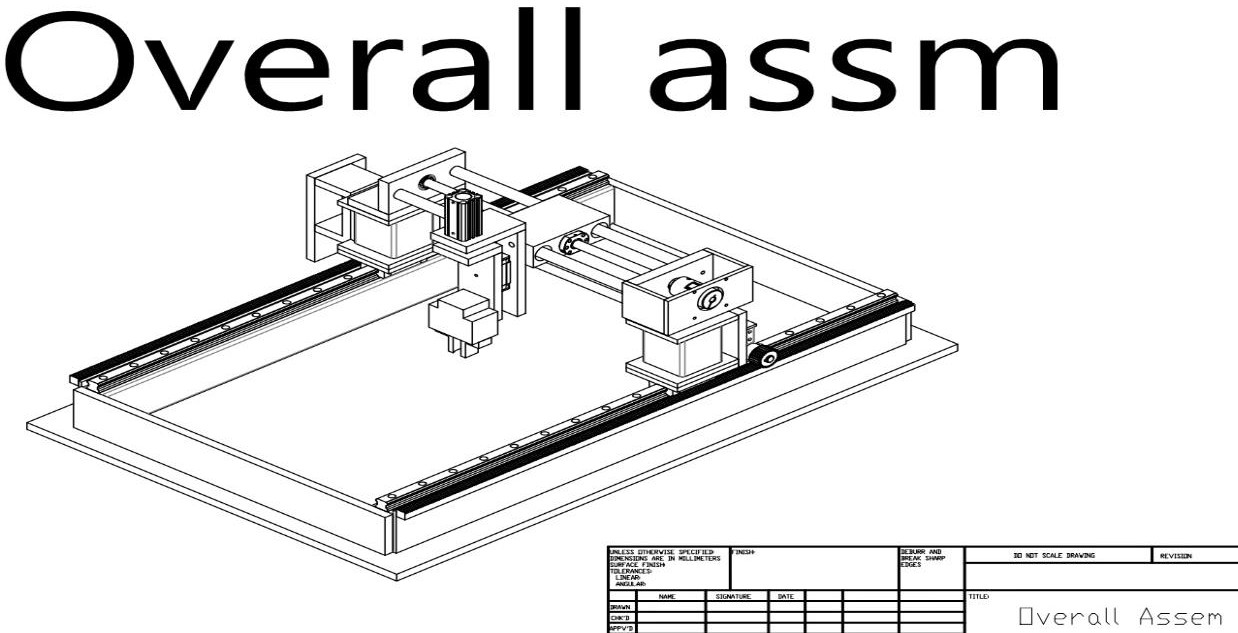 Overall assm
UNLESS OTHERWISE SPECIFIED:
DIMENSIONS ARE IN MILLIMETERS
SURFACE FINISH:
TOLERANCES:
LINEAR:
ANGULAR:
FINISH:
DEBURR AND
BREAK SHARP
EDGES
DO NOT SCALE DRAWING
REVISION
NAME
SIGNATURE
DATE
TITLE:
DRAWN
CHK'D
APPV'D
Overall Assem